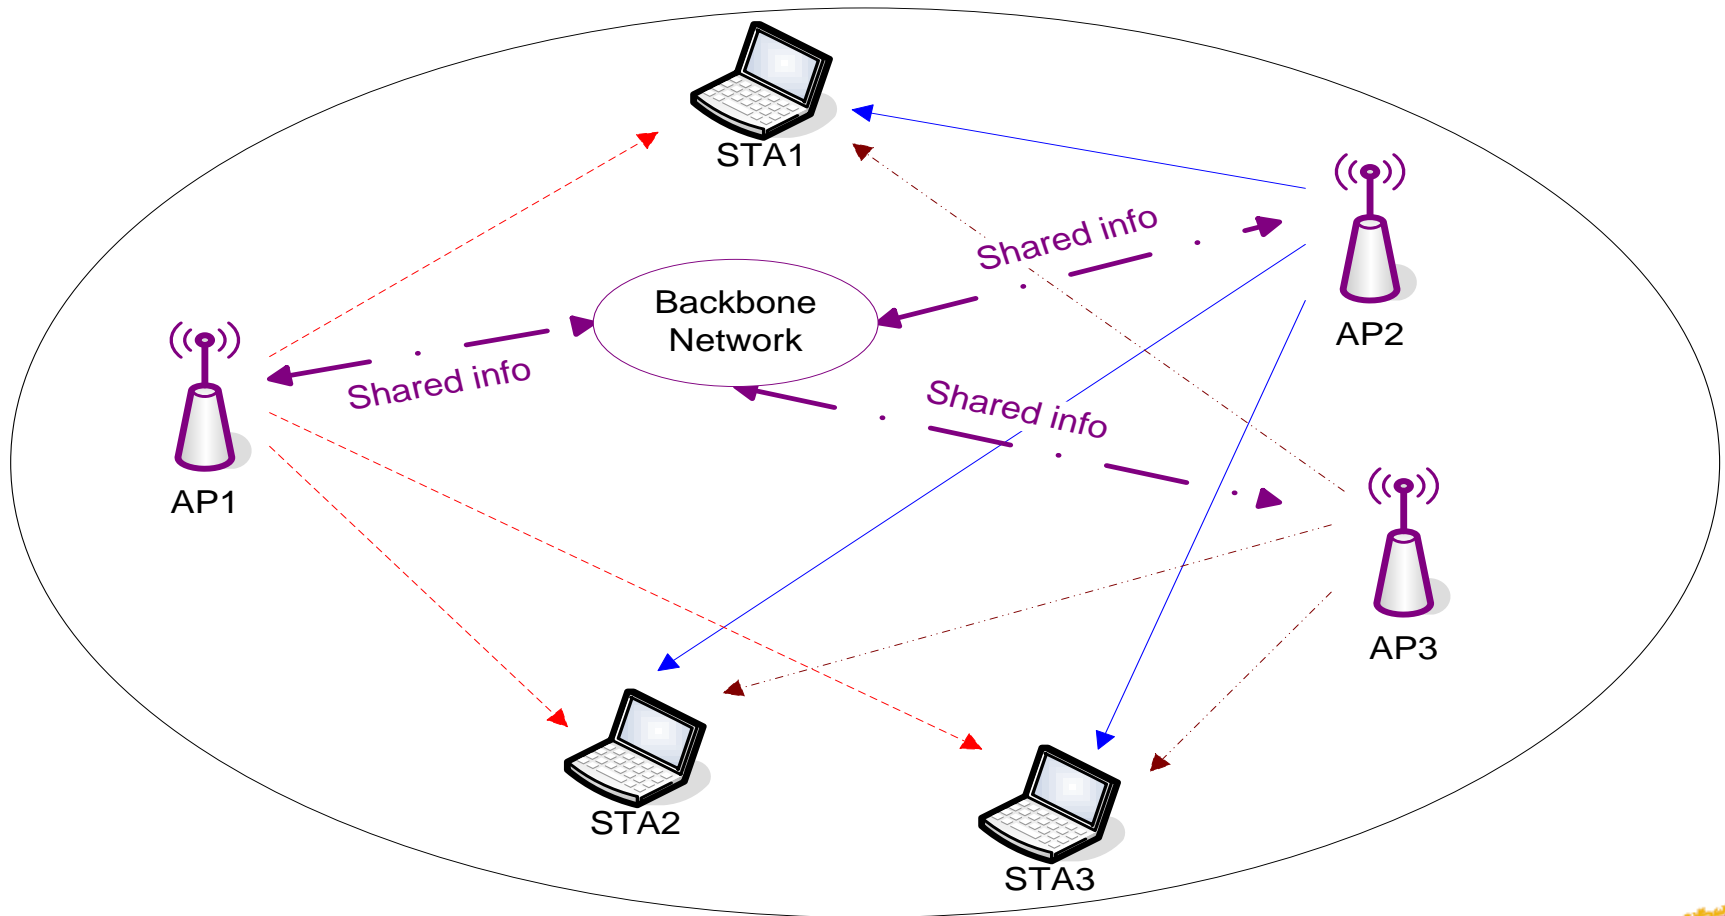 STA1
Shared info
Backbone
Network
AP2
Shared info
Shared info
AP1
AP3
STA2
STA3